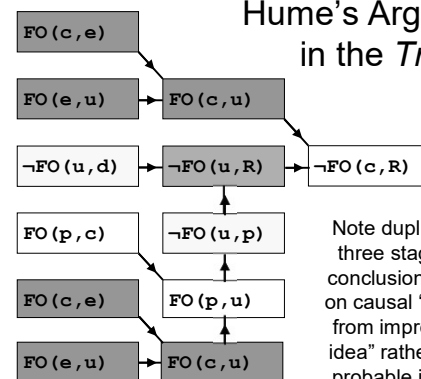 Hume's Arg
in the Tr
FO(c,e)
FO(e,u)
FO(c,u)
¬FO(u,d)
¬FO(u,R)
¬FO(c,R)
FO(p,c)
¬FO(u,p)
FO(c,e)
FO(p,u)
FO(e,u)
FO(c,u)
Note dupl
three stag
conclusion
on causal "
from impre
idea" rathe
probable i